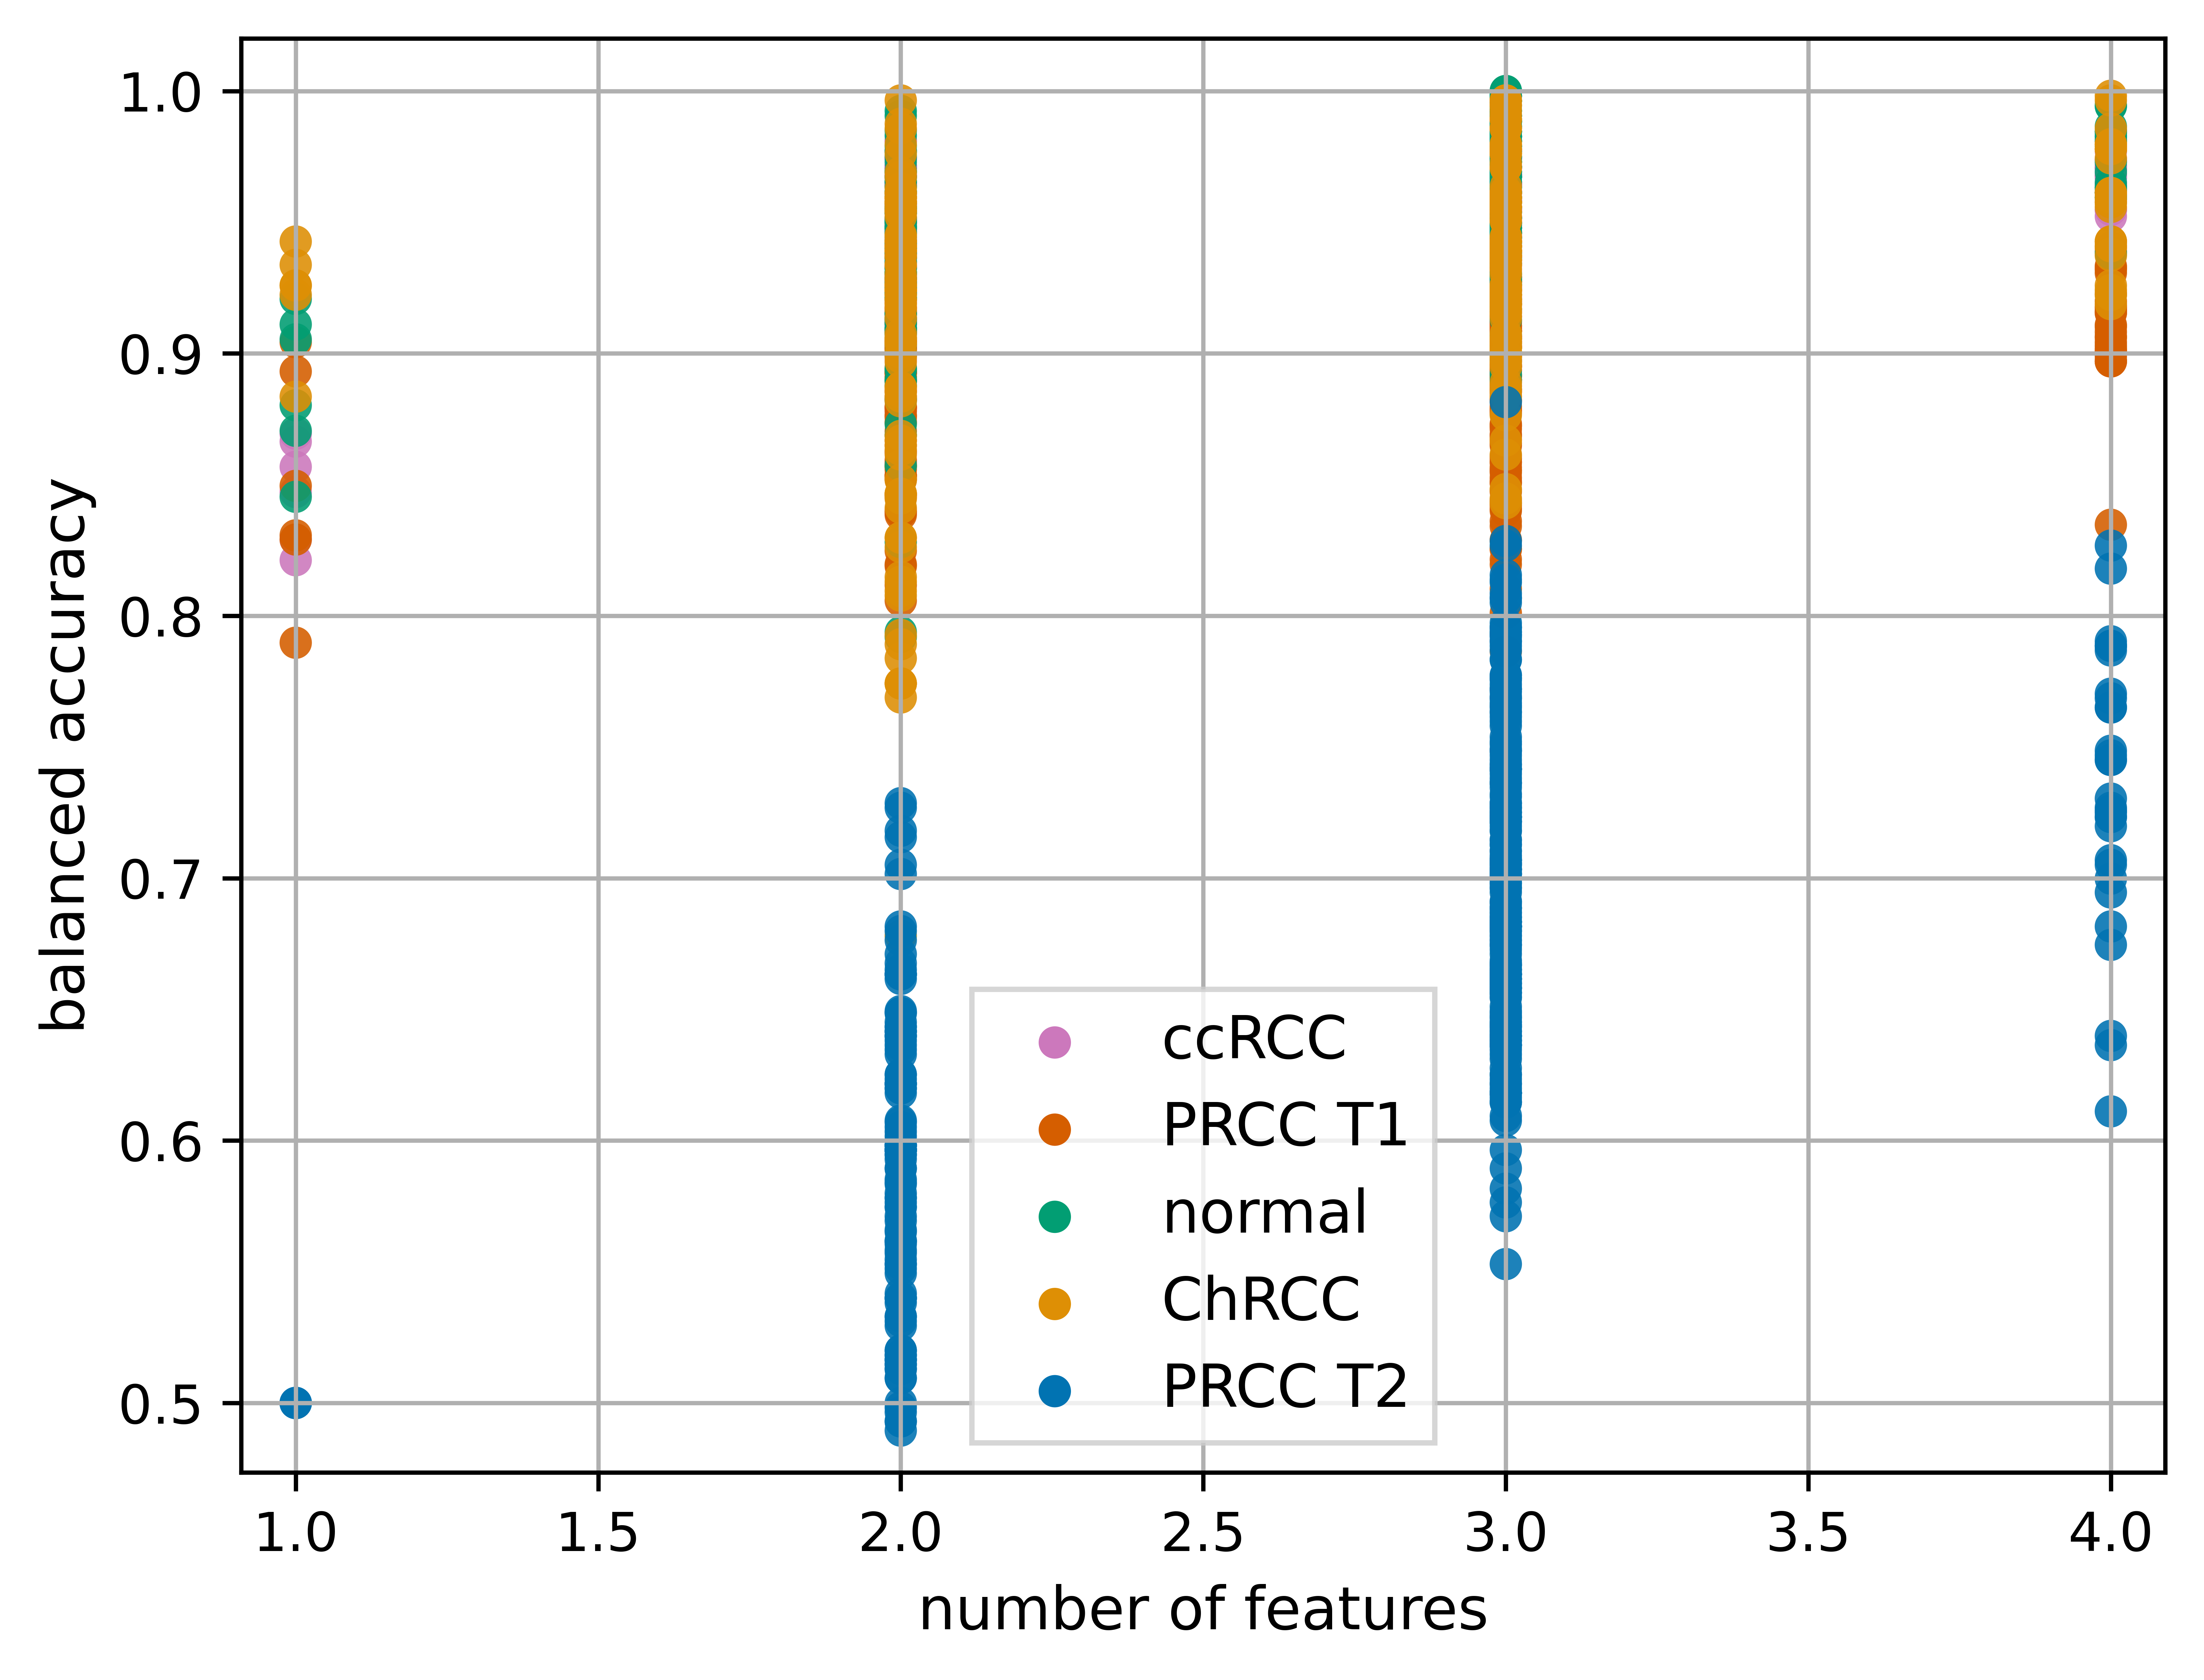 1.0
0.9
0.8
0.7
0.6
0.5
balanced accuracy
ccRCC
PRCC T1
normal
ChRCC
PRCC T2
1.0 1.5 2.0 2.5 3.0 3.5 4.0
number of features